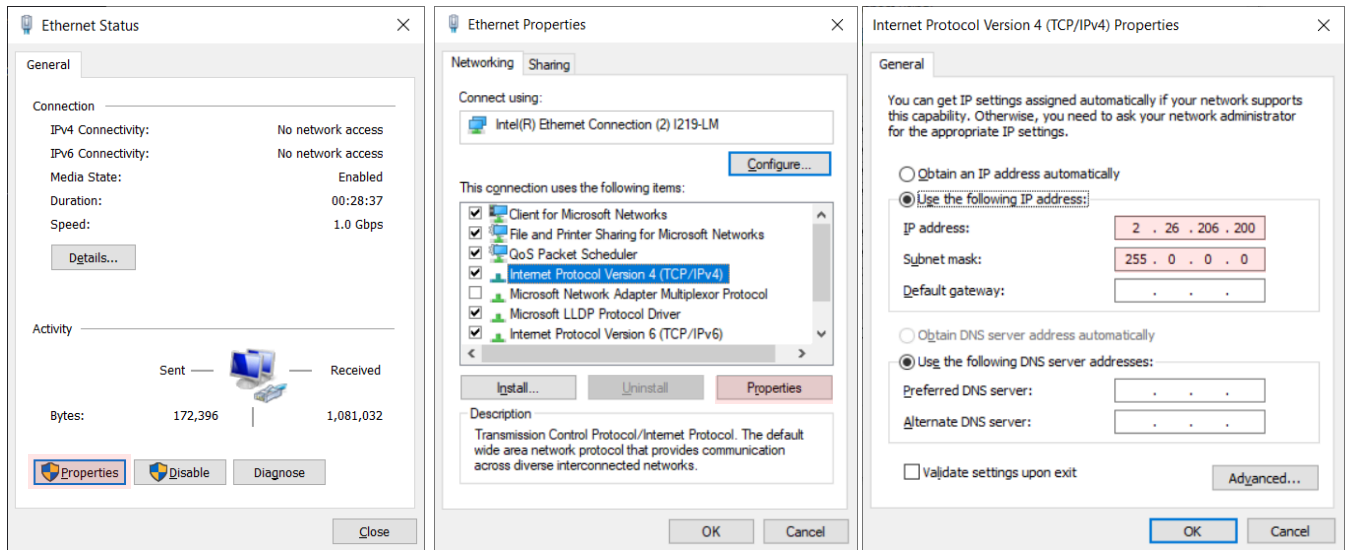 Ethernet Status
General
Connection
IPv4 Connectivity: No network access
IPv6 Connectivity: No network access
Media State: Enabled
Duration: 00:28:37
Speed: 1.0 Gbps
Details...
Activity
Sent Received
Bytes: 172,396 1,081,032
Properties Disable Diagnose
Close
Ethernet Properties
Networking Sharing
Connect using:
Intel(R) Ethernet Connection (2) I219-LM
Configure...
This connection uses the following items:
Client for Microsoft Networks
File and Printer Sharing for Microsoft Networks
QoS Packet Scheduler
Internet Protocol Version 4 (TCP/IPv4)
Microsoft Network Adapter Multiplexor Protocol
Microsoft LLDP Protocol Driver
Internet Protocol Version 6 (TCP/IPv6)
Install... Uninstall Properties
Description
Transmission Control Protocol/Internet Protocol. The default
wide area network protocol that provides communication
across diverse interconnected networks.
OK Cancel
Internet Protocol Version 4 (TCP/IPv4) Properties
General
You can get IP settings assigned automatically if your network supports
this capability. Otherwise, you need to ask your network administrator
for the appropriate IP settings.
Obtain an IP address automatically
Use the following IP address:
IP address: 2 . 26 . 206 . 200
Subnet mask: 255 . 0 . 0 . 0
Default gateway: . . .
Obtain DNS server address automatically
Use the following DNS server addresses:
Preferred DNS server: . . .
Alternate DNS server: . . .
Validate settings upon exit
Advanced...
OK Cancel